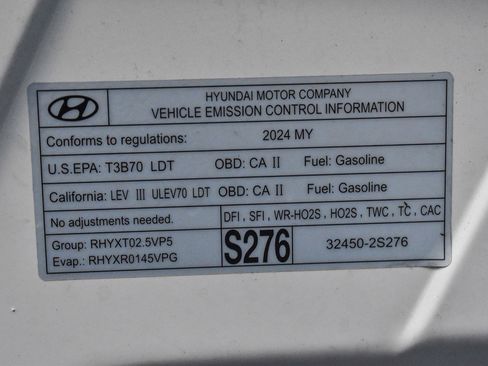 HYUNDAI MOTOR COMPANY
VEHICLE EMISSION CONTROL INFORMATION
Conforms to regulations: 2024 MY
U.S.EPA: T3B70 LDT OBD: CA II Fuel: Gasoline
California: LEV III ULEV70 LDT OBD: CA II Fuel: Gasoline
No adjustments needed. DFI , SFI , WR-HO2S , HO2S , TWC , TC , CAC
Group: RHYXT02.5VP5
Evap.: RHYXR0145VPG
S276
32450-2S276